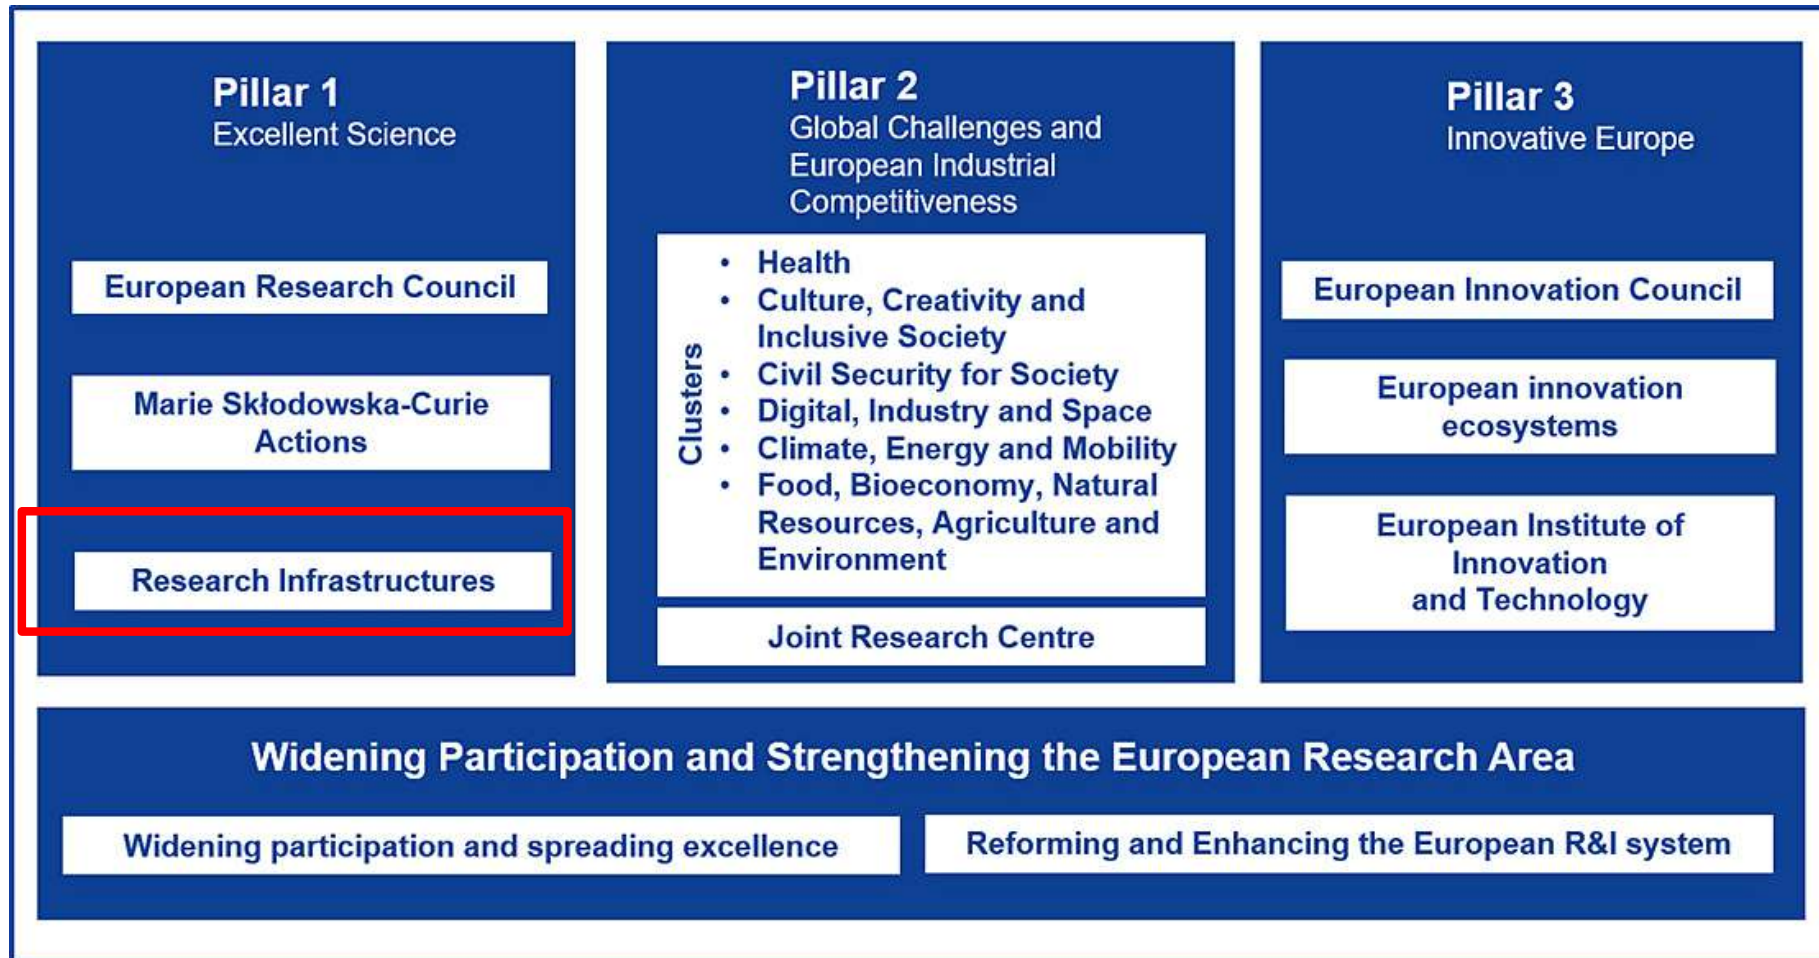 Pillar 1
Excellent Science
European Research Council
Marie Skłodowska-Curie
Actions
Research Infrastructures
Pillar 2
Global Challenges and
European Industrial
Competitiveness
Clusters
• Health
• Culture, Creativity and
Inclusive Society
• Civil Security for Society
• Digital, Industry and Space
• Climate, Energy and Mobility
• Food, Bioeconomy, Natural
Resources, Agriculture and
Environment
Joint Research Centre
Pillar 3
Innovative Europe
European Innovation Council
European innovation
ecosystems
European Institute of
Innovation
and Technology
Widening Participation and Strengthening the European Research Area
Widening participation and spreading excellence
Reforming and Enhancing the European R&I system